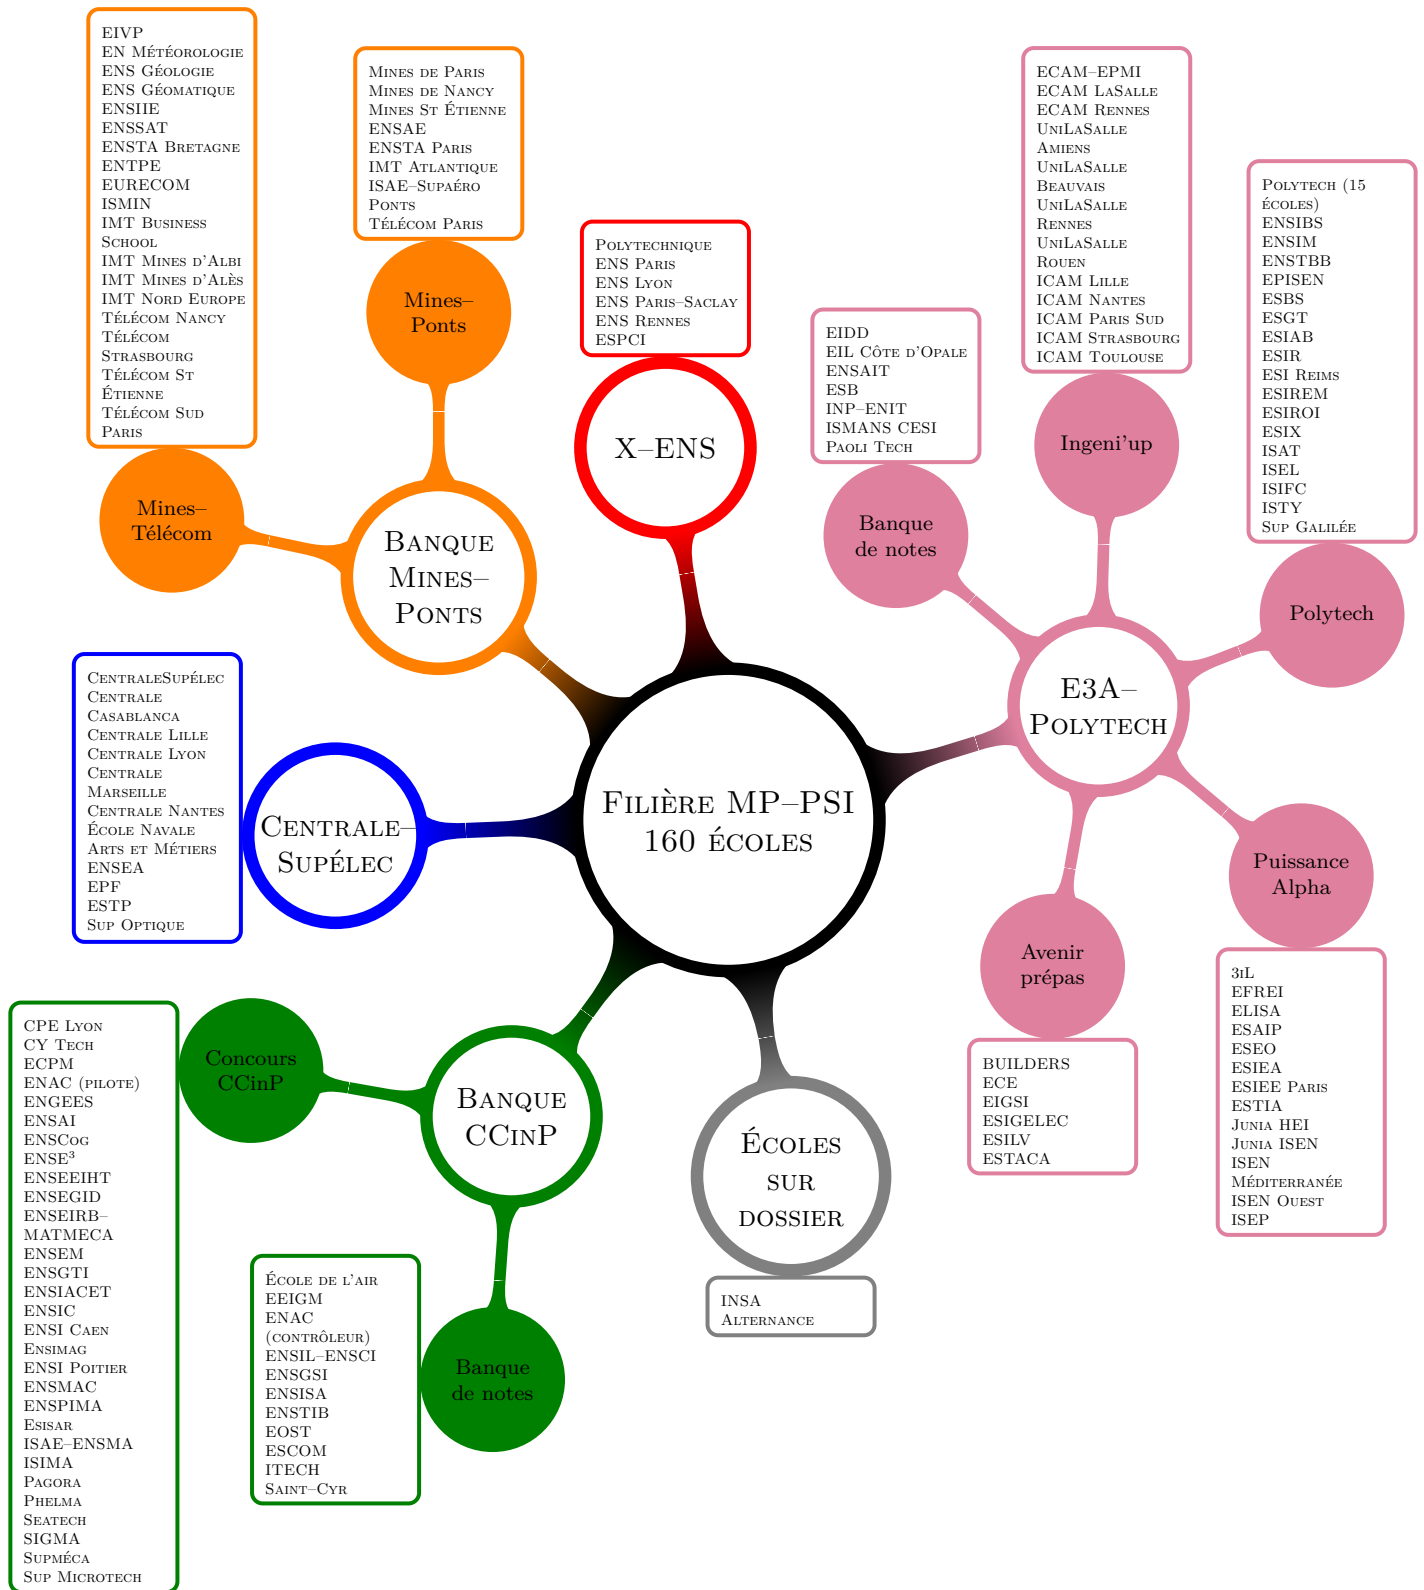 EIVP
EN Météorologie
ENS Géologie
ENS Géomatique
ENSIIE
ENSSAT
ENSTA Bretagne
ENTPE
EURECOM
ISMIN
IMT Business
School
IMT Mines d'Albi
IMT Mines d'Alès
IMT Nord Europe
Télécom Nancy
Télécom
Strasbourg
Télécom St
Étienne
Télécom Sud
Paris
Mines–
Télécom
Mines de Paris
Mines de Nancy
Mines St Étienne
ENSAE
ENSTA Paris
IMT Atlantique
ISAE–Supaéro
Ponts
Télécom Paris
Mines–
Ponts
Banque
Mines–
Ponts
Polytechnique
ENS Paris
ENS Lyon
ENS Paris–Saclay
ENS Rennes
ESPCI
X–ENS
EIDD
EIL Côte d'Opale
ENSAIT
ESB
INP–ENIT
ISMANS CESI
Paoli Tech
Banque
de notes
ECAM–EPMI
ECAM LaSalle
ECAM Rennes
UniLaSalle
Amiens
UniLaSalle
Beauvais
UniLaSalle
Rennes
UniLaSalle
Rouen
ICAM Lille
ICAM Nantes
ICAM Paris Sud
ICAM Strasbourg
ICAM Toulouse
Ingeni'up
Polytech (15
écoles)
ENSIBS
ENSIM
ENSTBB
EPISEN
ESBS
ESGT
ESIAB
ESIR
ESI Reims
ESIREM
ESIROI
ESIX
ISAT
ISEL
ISIFC
ISTY
Sup Galilée
Polytech
E3A–
Polytech
CentraleSupélec
Centrale
Casablanca
Centrale Lille
Centrale Lyon
Centrale
Marseille
Centrale Nantes
École Navale
Arts et Métiers
ENSEA
EPF
ESTP
Sup Optique
Centrale–
Supélec
Filière MP–PSI
160 écoles
Puissance
Alpha
3iL
EFREI
ELISA
ESAIP
ESEO
ESIEA
ESIEE Paris
ESTIA
Junia HEI
Junia ISEN
ISEN
Méditerranée
ISEN Ouest
ISEP
Avenir
prépas
BUILDERS
ECE
EIGSI
ESIGELEC
ESILV
ESTACA
CPE Lyon
CY Tech
ECPM
ENAC (pilote)
ENGEES
ENSAI
ENSCog
ENSE³
ENSEEIHT
ENSEGID
ENSEIRB–
MATMECA
ENSEM
ENSGTI
ENSIACET
ENSIC
ENSI Caen
Ensimag
ENSI Poitier
ENSMAC
ENSPIMA
Esisar
ISAE–ENSMA
ISIMA
Pagora
Phelma
Seatech
SIGMA
Supméca
Sup Microtech
Concours
CCinP
Banque
CCinP
École de l'air
EEIGM
ENAC
(contrôleur)
ENSIL–ENSCI
ENSGSI
ENSISA
ENSTIB
EOST
ESCOM
ITECH
Saint–Cyr
Banque
de notes
Écoles
sur
dossier
INSA
Alternance